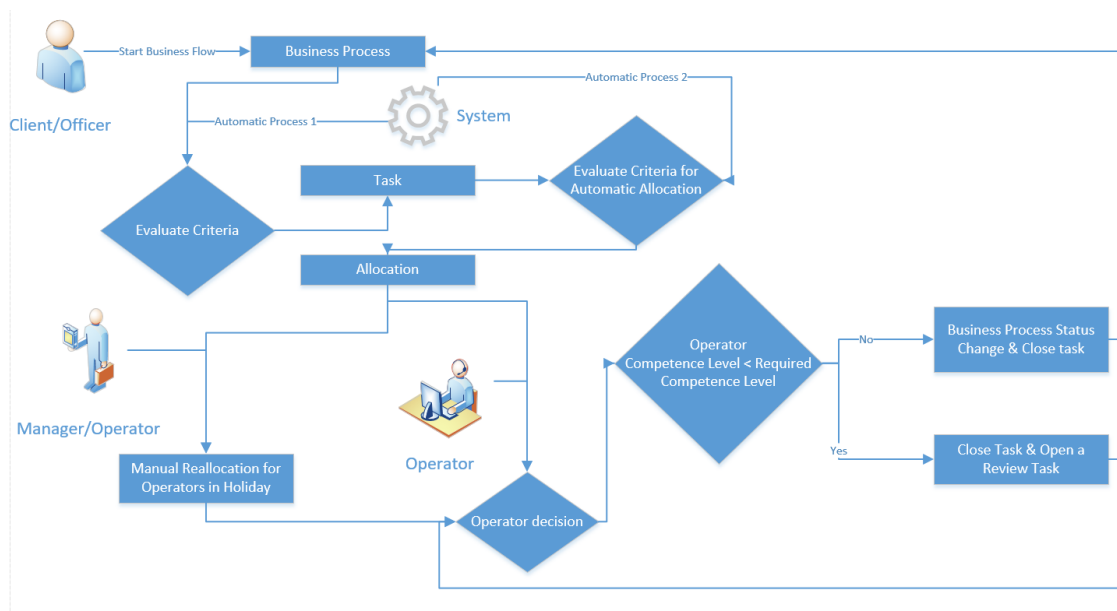 Start Business Flow
Business Process
Client/Officer
Automatic Process 2
Automatic Process 1
System
Evaluate Criteria for
Automatic Allocation
Task
Evaluate Criteria
Allocation
Manager/Operator
Operator
Operator
Competence Level < Required
Competence Level
No
Business Process Status
Change & Close task
Yes
Close Task & Open a
Review Task
Manual Reallocation for
Operators in Holiday
Operator decision